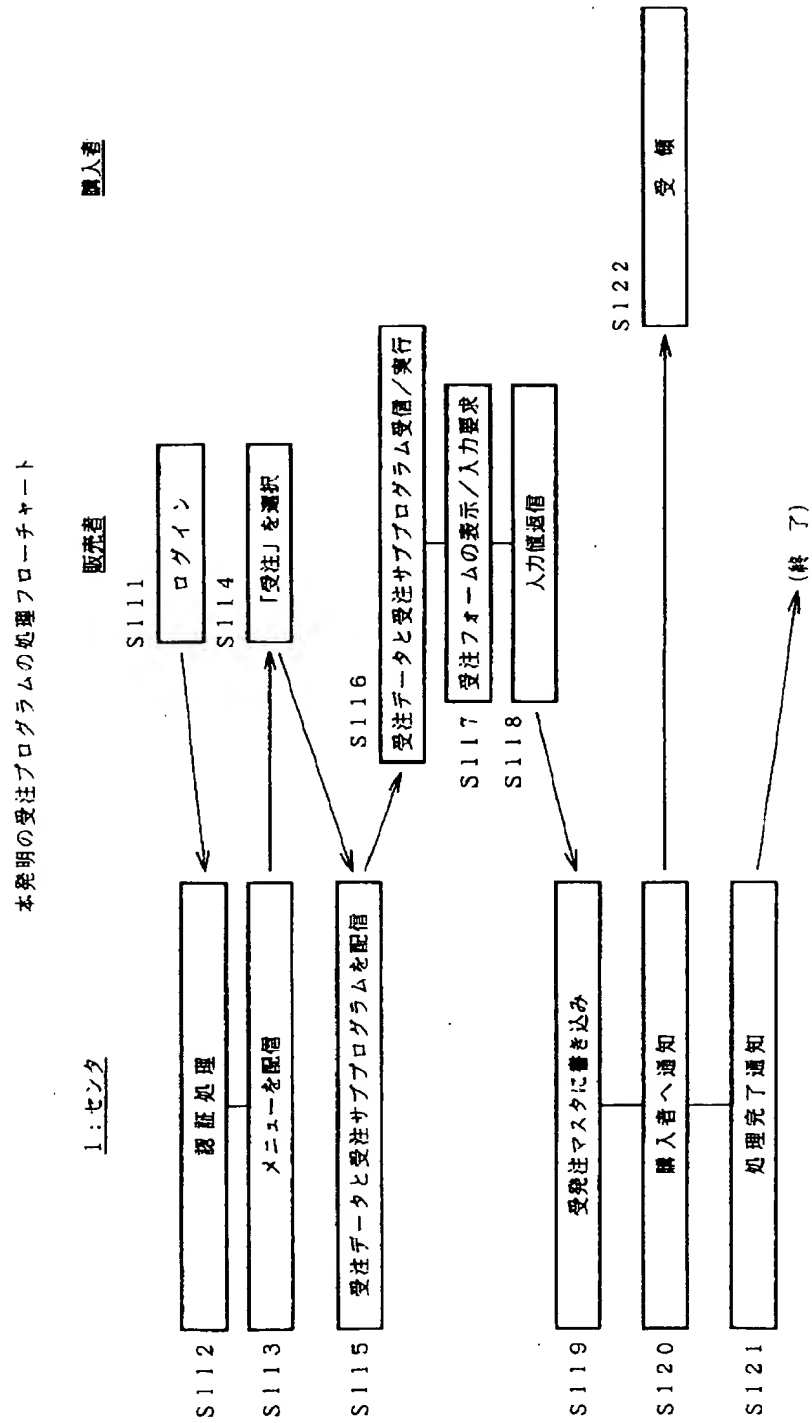 本発明の受注プログラムの処理フローチャート
1:センタ
販売者
購入者
S111
ログイン
S112
認証処理
S113
メニューを配信
S114
「受注」を選択
S115
受注データと受注サブプログラムを配信
S116
受注データと受注サブプログラム受信/実行
S117
受注フォームの表示/入力要求
S118
入力値返信
S119
受発注マスタに書き込み
S120
購入者へ通知
S122
受領
S121
処理完了通知
(終 了)